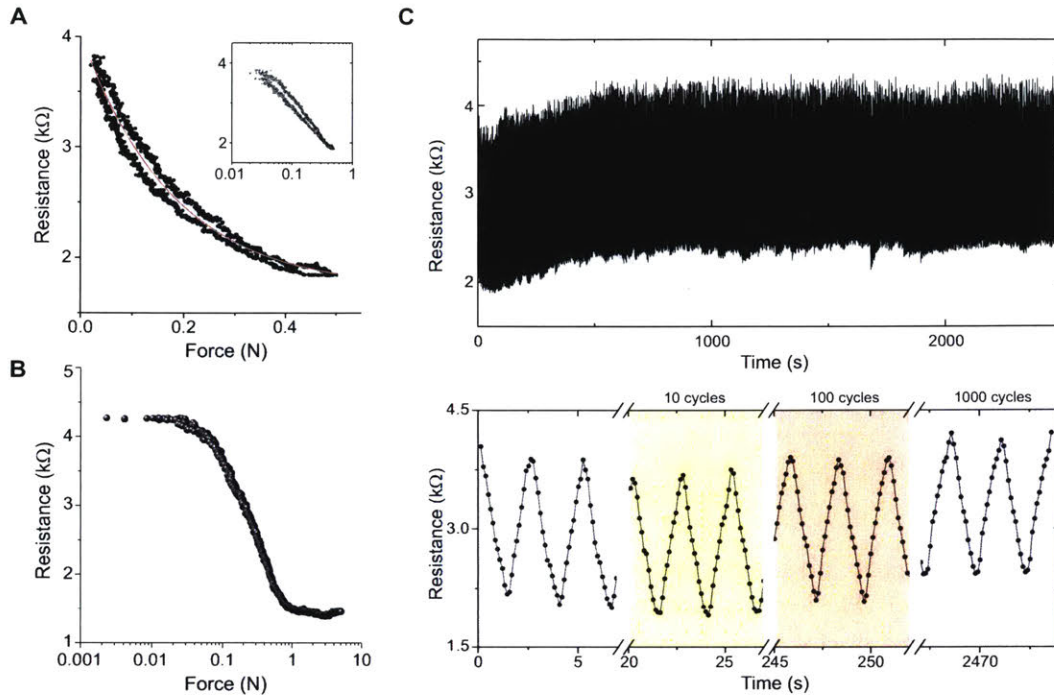 A
4
3
2
Resistance (kΩ)
0.0
0.2
0.4
Force (N)
4
2
0.01
0.1
1
B
5
4
3
2
1
Resistance (kΩ)
0.001
0.01
0.1
1
10
Force (N)
C
4
3
2
Resistance (kΩ)
0
1000
2000
Time (s)
10 cycles
100 cycles
1000 cycles
4.5
3.0
1.5
Resistance (kΩ)
0
5
20
25
245
250
2470
Time (s)